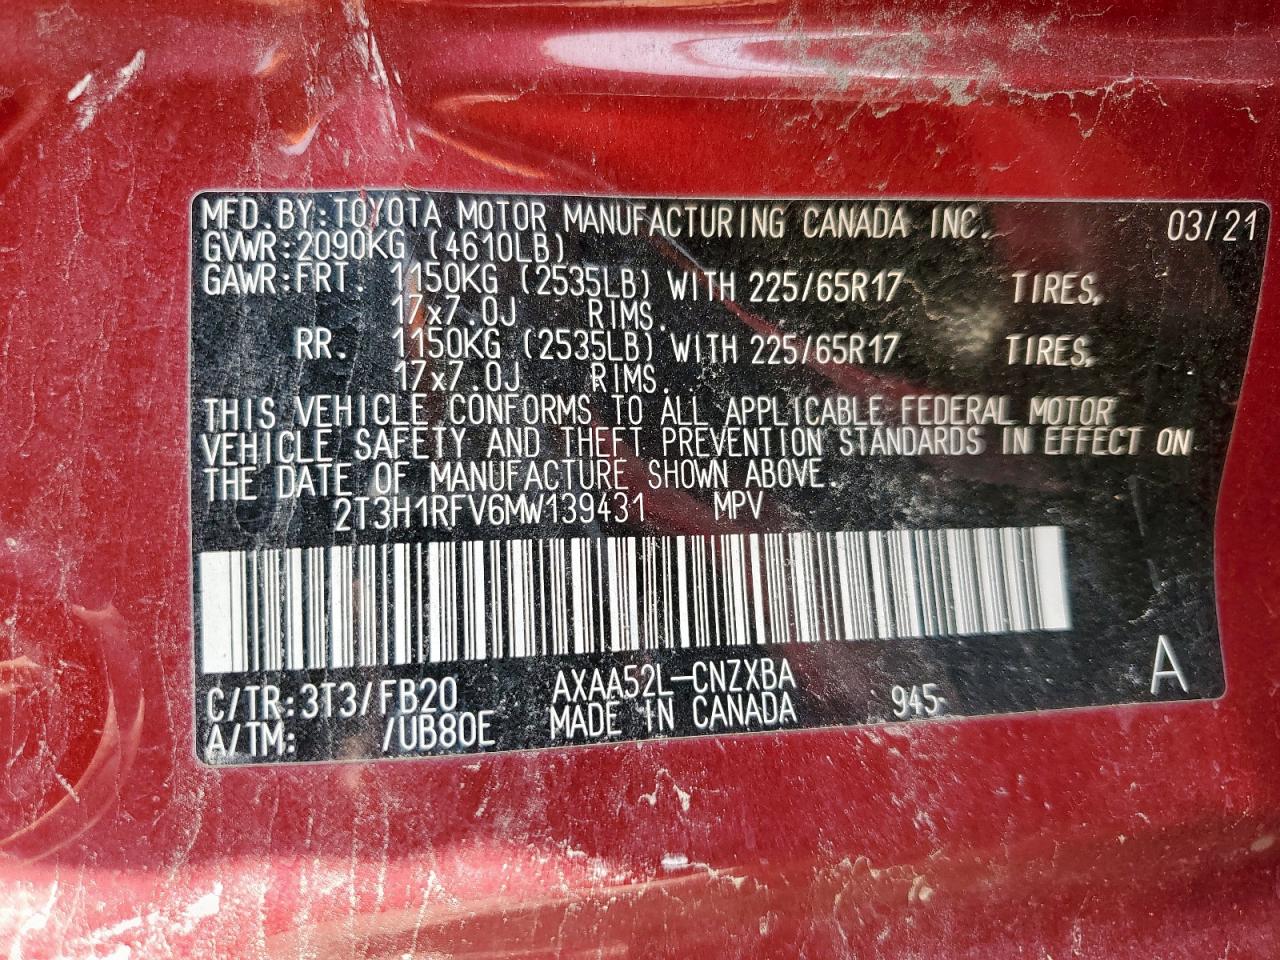 MFD. BY: TOYOTA MOTOR MANUFACTURING CANADA INC. 03/21
GVWR: 2090KG (4610LB)
GAWR: FRT. 1150KG (2535LB) WITH 225/65R17 TIRES,
17x7.0J RIMS.
RR. 1150KG (2535LB) WITH 225/65R17 TIRES,
17x7.0J RIMS.
THIS VEHICLE CONFORMS TO ALL APPLICABLE FEDERAL MOTOR
VEHICLE SAFETY AND THEFT PREVENTION STANDARDS IN EFFECT ON
THE DATE OF MANUFACTURE SHOWN ABOVE.
2T3H1RFV6MW139431 MPV
C/TR: 3T3/FB20 AXAA52L-CNZXBA A
A/TM: /UB80E MADE IN CANADA 945-